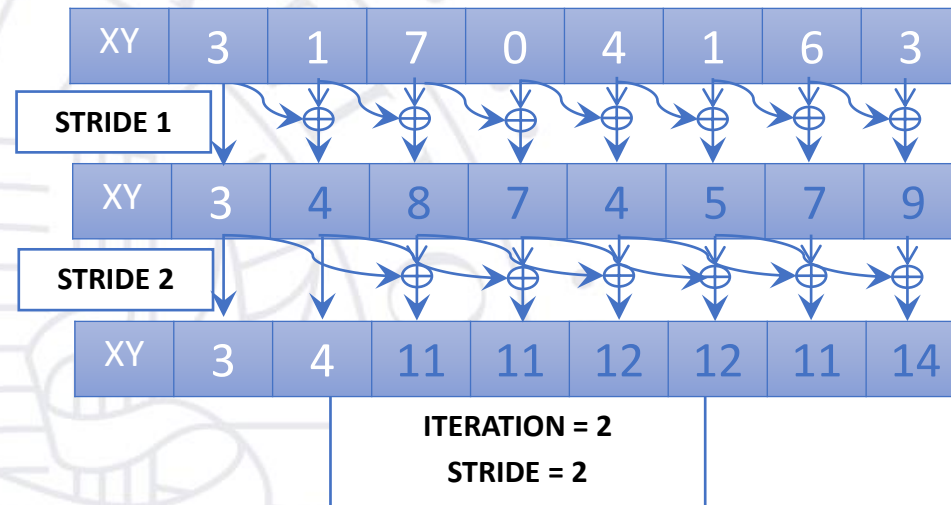 XY 3 1 7 0 4 1 6 3
STRIDE 1
XY 3 4 8 7 4 5 7 9
STRIDE 2
XY 3 4 11 11 12 12 11 14
ITERATION = 2
STRIDE = 2